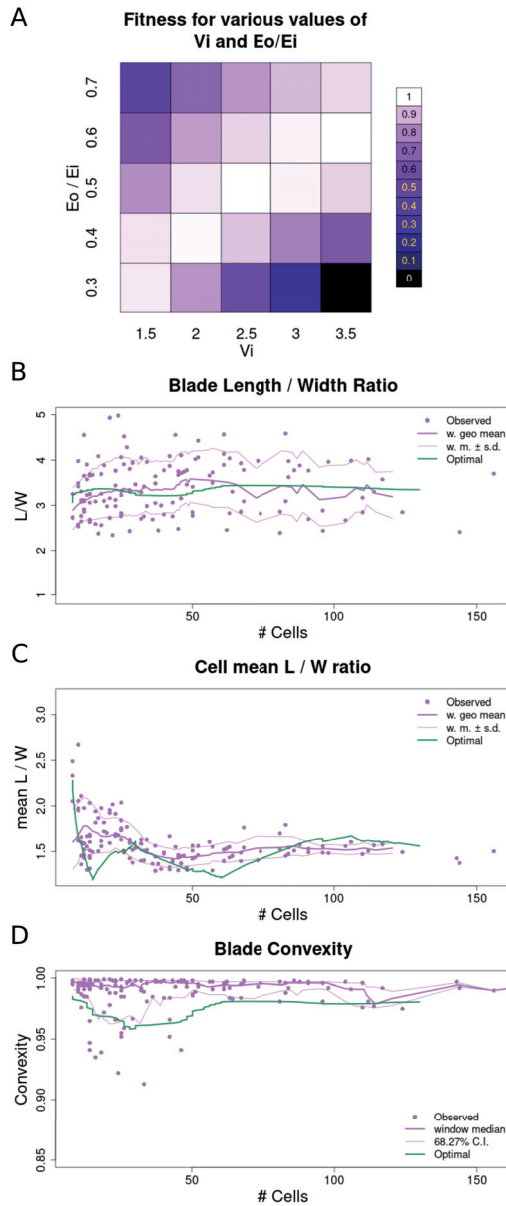 A
Fitness for various values of
Vi and Eo/Ei
Eo / Ei
0.7
0.6
0.5
0.4
0.3
1.5 2 2.5 3 3.5
Vi
1
0.9
0.8
0.7
0.6
0.5
0.4
0.3
0.2
0.1
0
B
Blade Length / Width Ratio
L/W
5
4
3
2
1
Observed
w. geo mean
w. m. ± s.d.
Optimal
50 100 150
# Cells
C
Cell mean L / W ratio
mean L / W
3.0
2.5
2.0
1.5
Observed
w. geo mean
w. m. ± s.d.
Optimal
50 100 150
# Cells
D
Blade Convexity
Convexity
1.00
0.95
0.90
0.85
Observed
window median
68.27% C.I.
Optimal
50 100 150
# Cells